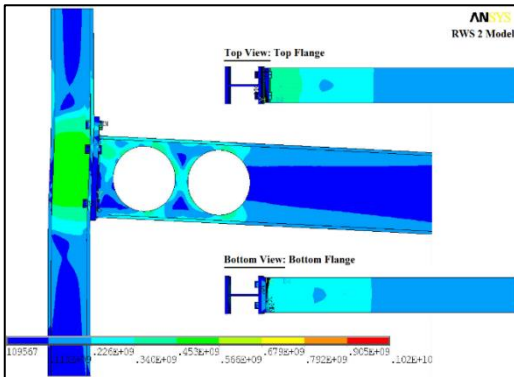 ANSYS
RWS 2 Model
Top View: Top Flange
Bottom View: Bottom Flange
109567
.226E+09
.340E+09
.453E+09
.566E+09
.679E+09
.792E+09
.905E+09
.102E+10